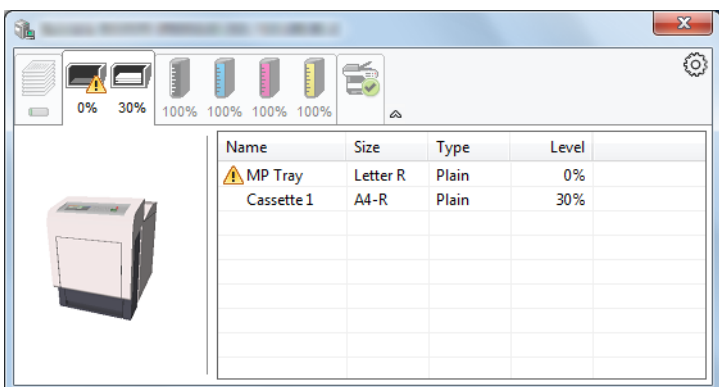 0% 30% 100% 100% 100% 100%
Name Size Type Level
MP Tray Letter R Plain 0%
Cassette 1 A4-R Plain 30%